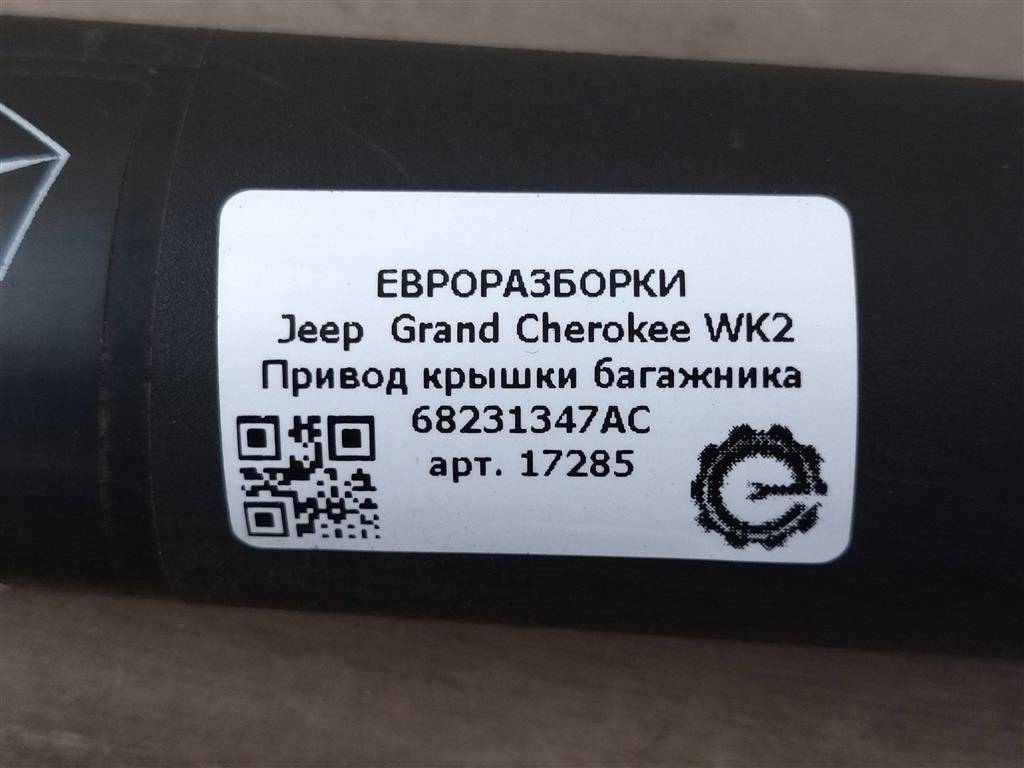 ЕВРОРАЗБОРКИ
Jeep Grand Cherokee WK2
Привод крышки багажника
68231347AC
арт. 17285